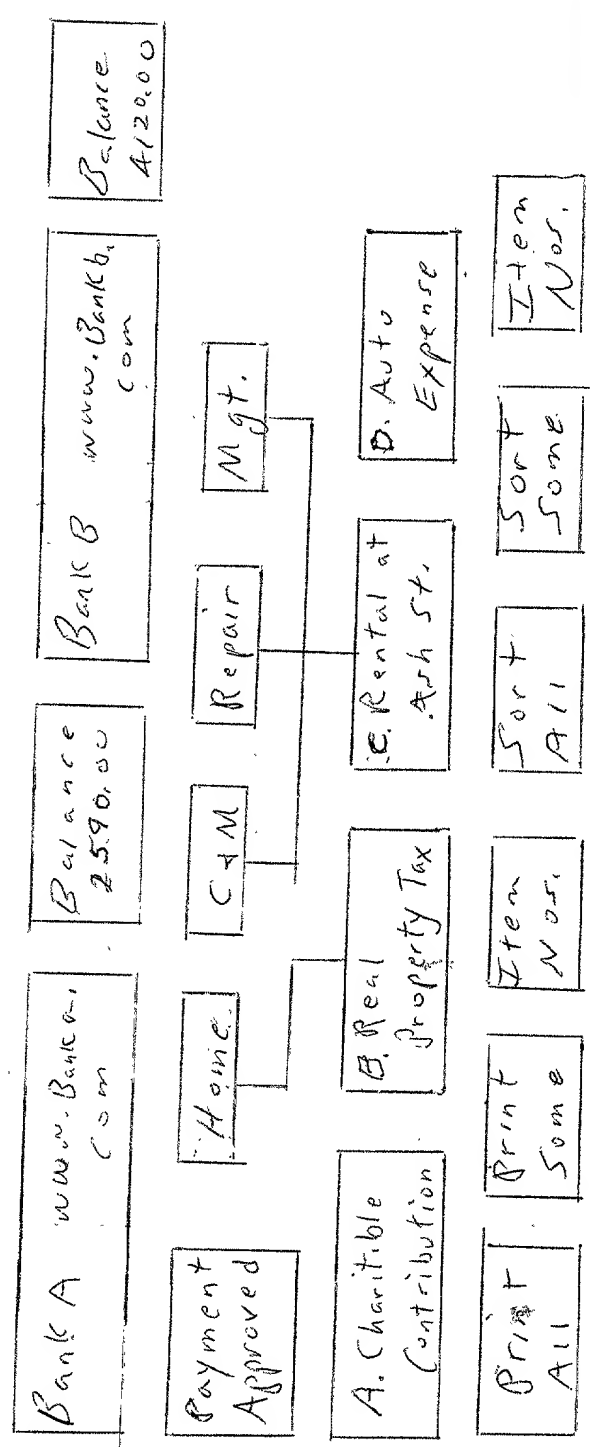 Bank A www.Banka.
com
Balance
2590.00
Bank B www.Bankb.
com
Balance
4120.00
Payment
Approved
Home
C&M
Repair
Mgt.
A. Charitible
Contribution
B. Real
Property Tax
C. Rental at
Ash St.
D. Auto
Expense
Print
All
Print
Some
Item
Nos.
Sort
All
Sort
Some
Item
Nos.